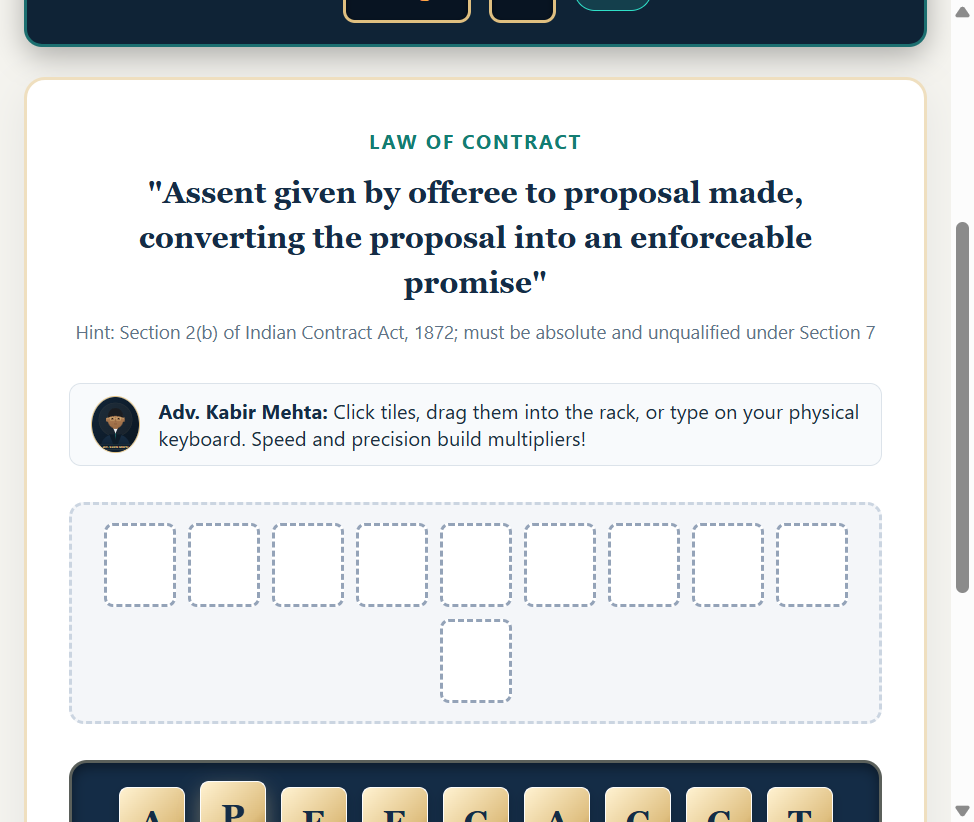 LAW OF CONTRACT
"Assent given by offeree to proposal made,
converting the proposal into an enforceable
promise"
Hint: Section 2(b) of Indian Contract Act, 1872; must be absolute and unqualified under Section 7
Adv. Kabir Mehta: Click tiles, drag them into the rack, or type on your physical
keyboard. Speed and precision build multipliers!
A P E E C A C C T